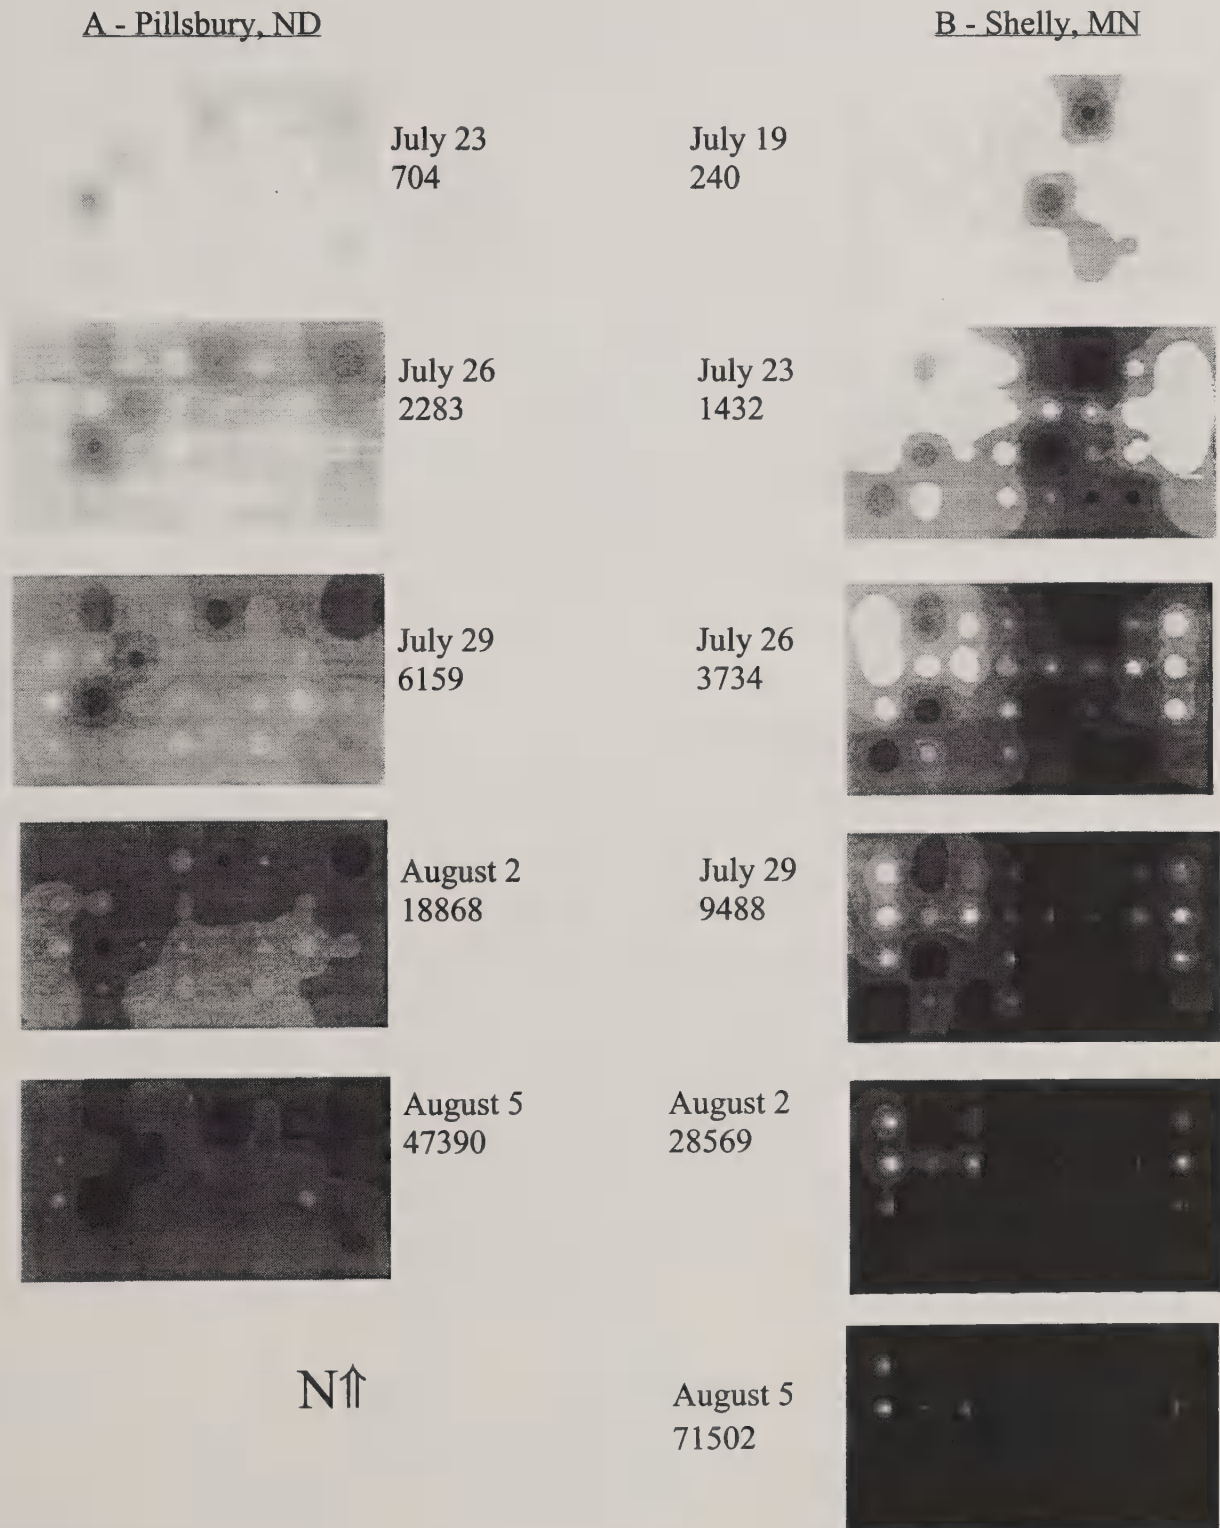 A - Pillsbury, ND
B - Shelly, MN
July 23
704
July 19
240
July 26
2283
July 23
1432
July 29
6159
July 26
3734
August 2
18868
July 29
9488
August 5
47390
August 2
28569
N⇑
August 5
71502